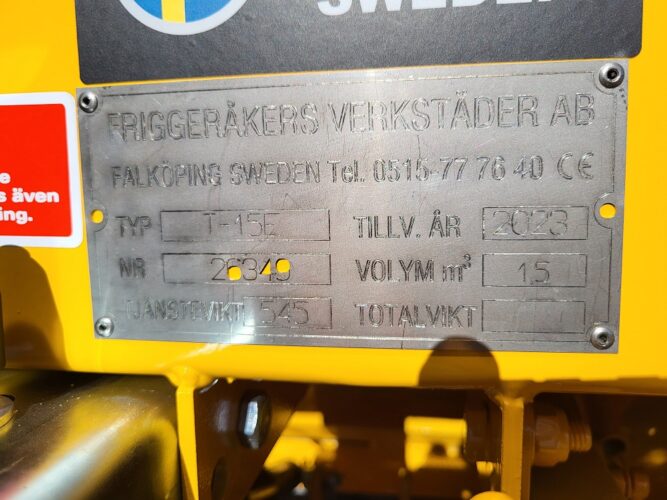 SWEDEN
FRIGGERÅKERS VERKSTÄDER AB
FALKÖPING SWEDEN Tel. 0515-77 76 40 CE
TYP T-15E TILLV. ÅR 2023
NR 26349 VOLYM m³ 1,5
TJÄNSTEVIKT 545 TOTALVIKT
även
ing.